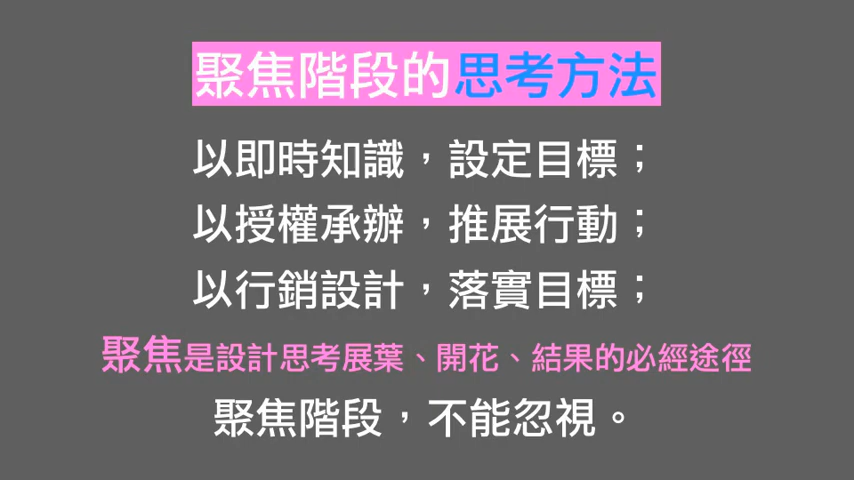 聚焦階段的思考方法
以即時知識，設定目標；
以授權承辦，推展行動；
以行銷設計，落實目標；
聚焦是設計思考展葉、開花、結果的必經途徑
聚焦階段，不能忽視。